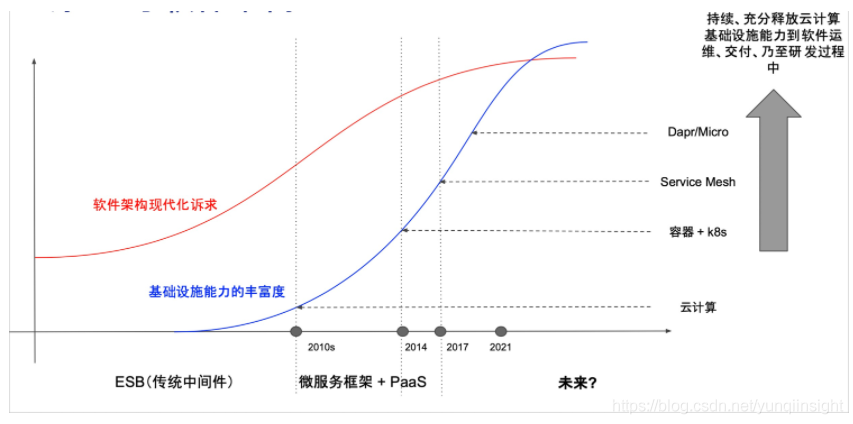 持续、充分释放云计算
基础设施能力到软件运
维、交付、乃至研发过程
中
Dapr/Micro
Service Mesh
软件架构现代化诉求
容器 + k8s
基础设施能力的丰富度
云计算
2010s
2014
2017
2021
ESB（传统中间件）
微服务框架 + PaaS
未来?
https://blog.csdn.net/yunqiinsight